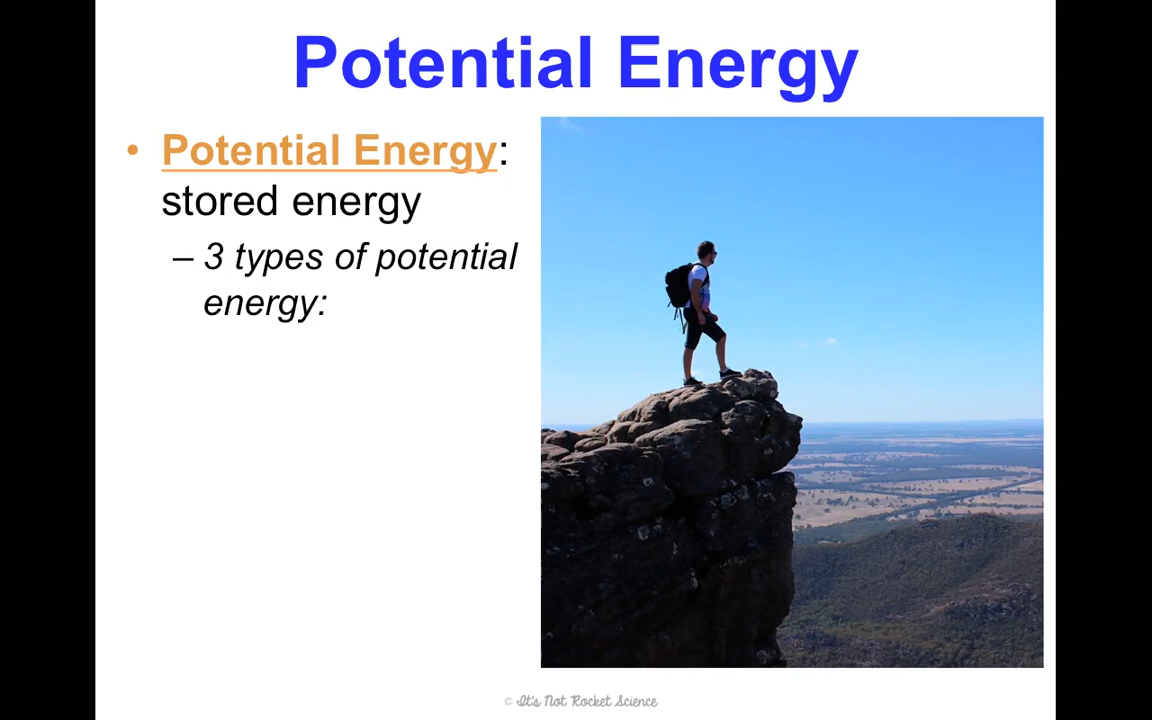 Potential Energy
• Potential Energy:
stored energy
– 3 types of potential
energy:
© It's Not Rocket Science